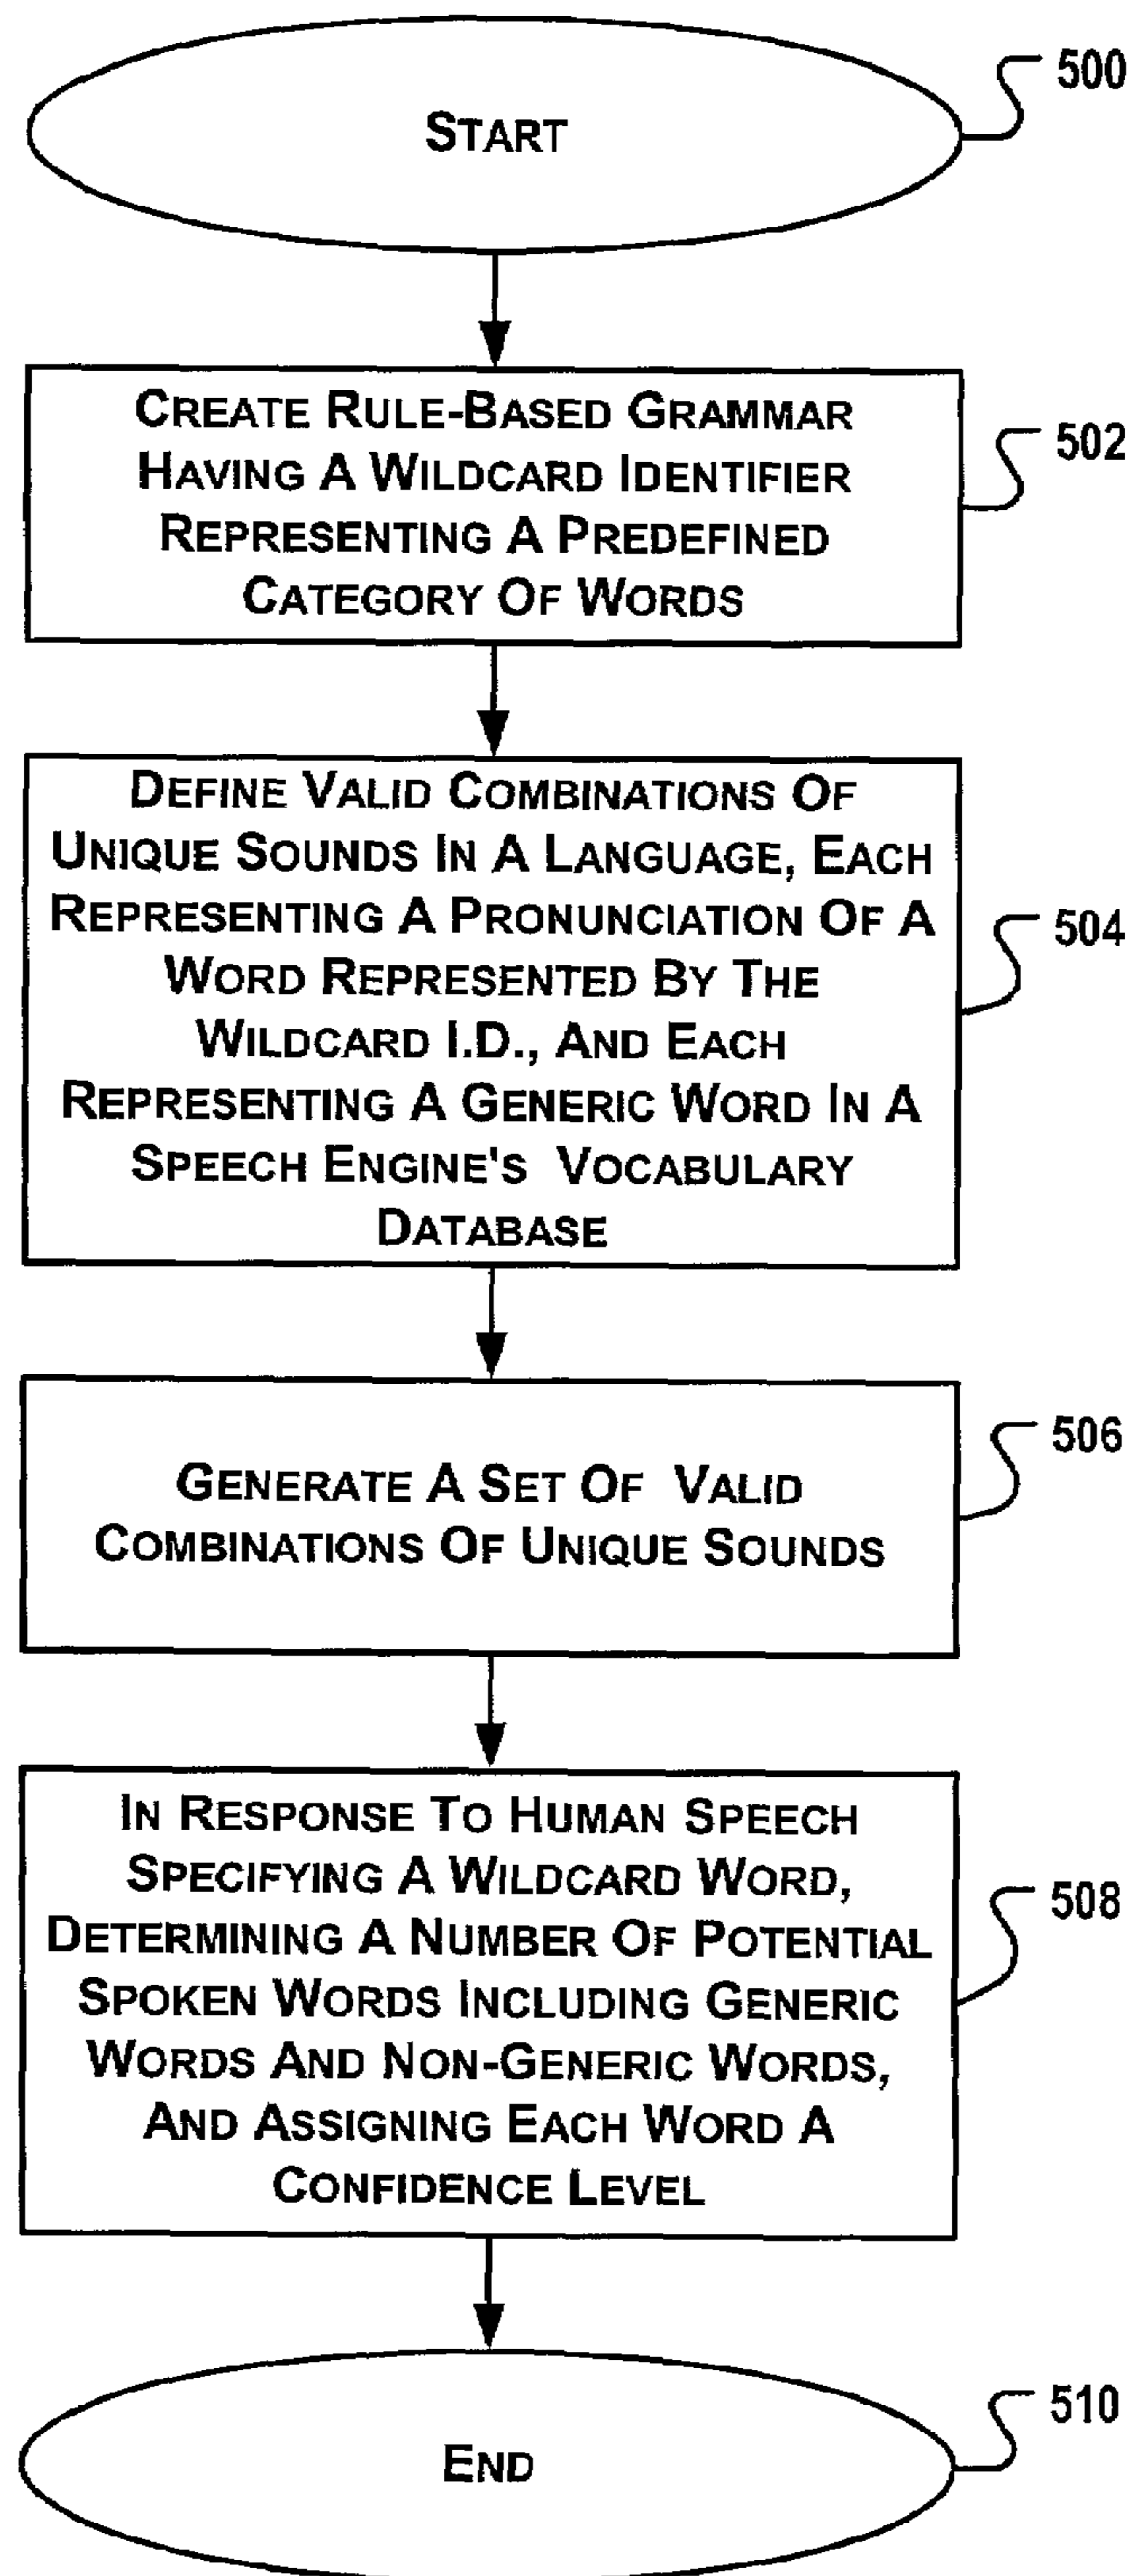 START
500
CREATE RULE-BASED GRAMMAR
HAVING A WILDCARD IDENTIFIER
REPRESENTING A PREDEFINED
CATEGORY OF WORDS
502
DEFINE VALID COMBINATIONS OF
UNIQUE SOUNDS IN A LANGUAGE, EACH
REPRESENTING A PRONUNCIATION OF A
WORD REPRESENTED BY THE
WILDCARD I.D., AND EACH
REPRESENTING A GENERIC WORD IN A
SPEECH ENGINE'S VOCABULARY
DATABASE
504
GENERATE A SET OF VALID
COMBINATIONS OF UNIQUE SOUNDS
506
IN RESPONSE TO HUMAN SPEECH
SPECIFYING A WILDCARD WORD,
DETERMINING A NUMBER OF POTENTIAL
SPOKEN WORDS INCLUDING GENERIC
WORDS AND NON-GENERIC WORDS,
AND ASSIGNING EACH WORD A
CONFIDENCE LEVEL
508
END
510